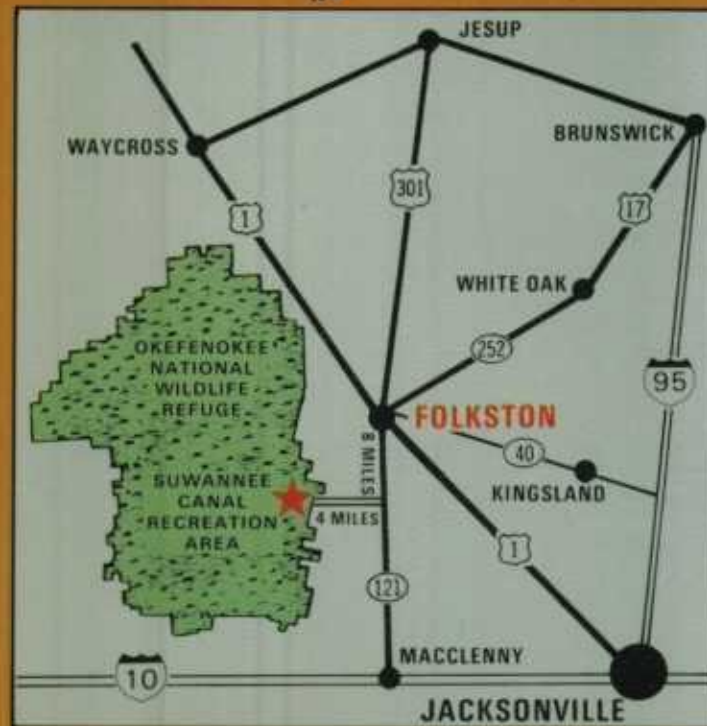 JESUP
WAYCROSS
BRUNSWICK
301
1
17
WHITE OAK
OKEFENOKEE
NATIONAL
WILDLIFE
REFUGE
252
95
FOLKSTON
8 MILES
40
KINGSLAND
SUWANNEE
CANAL
RECREATION
AREA
4 MILES
1
121
MACCLENNY
10
JACKSONVILLE